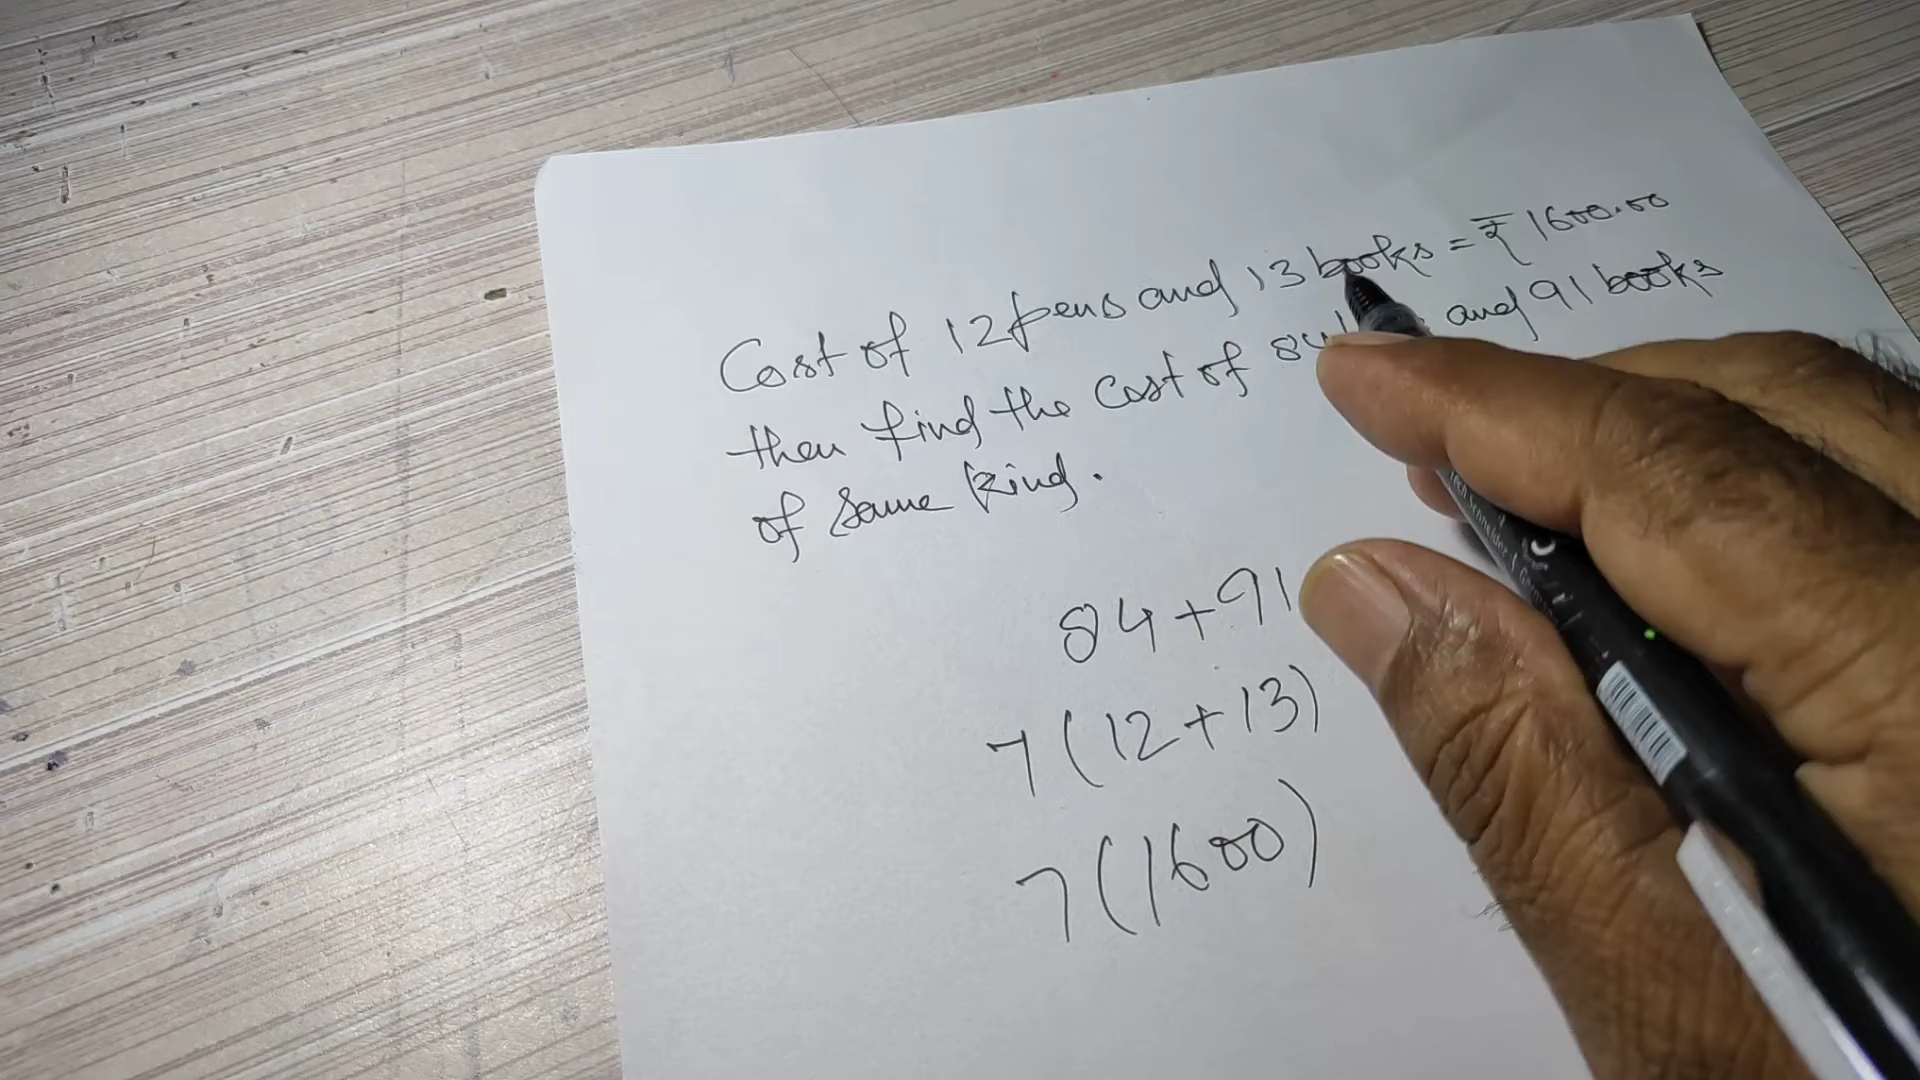 Cost of 12 pens and 13 books = ₹ 1600.00
then find the cost of 84 and 91 books
of same kind.
84 + 91
7 ( 12 + 13 )
7 ( 1600 )